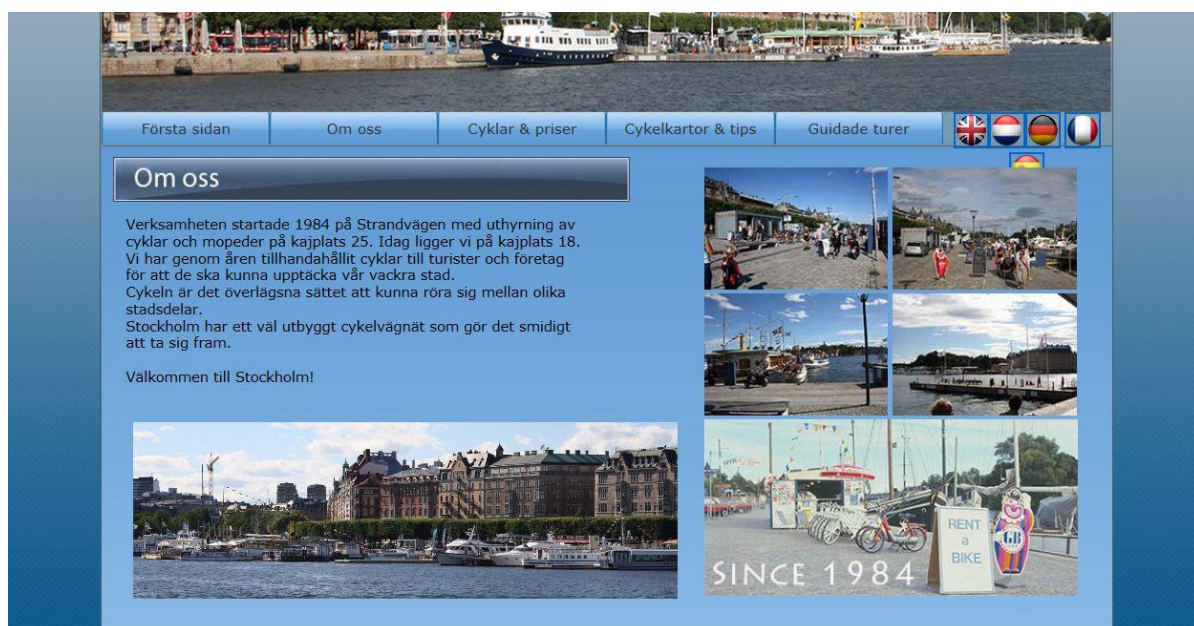 Första sidan
Om oss
Cyklar & priser
Cykelkartor & tips
Guidade turer
Om oss
Verksamheten startade 1984 på Strandvägen med uthyrning av
cyklar och mopeder på kajplats 25. Idag ligger vi på kajplats 18.
Vi har genom åren tillhandahållit cyklar till turister och företag
för att de ska kunna upptäcka vår vackra stad.
Cykeln är det överlägsna sättet att kunna röra sig mellan olika
stadsdelar.
Stockholm har ett väl utbyggt cykelvägnät som gör det smidigt
att ta sig fram.
Välkommen till Stockholm!
HYR
RENT
a
BIKE
GB
SINCE 1984